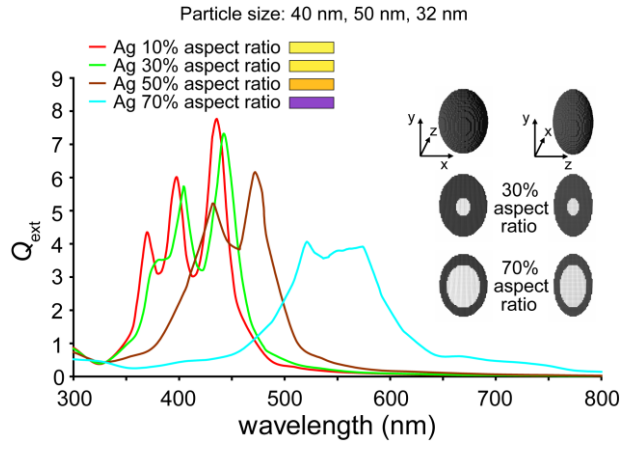 Particle size: 40 nm, 50 nm, 32 nm
Ag 10% aspect ratio
Ag 30% aspect ratio
Ag 50% aspect ratio
Ag 70% aspect ratio
9
8
7
6
5
4
3
2
1
0
Qext
300
400
500
600
700
800
wavelength (nm)
y
z
x
y
x
z
30%
aspect
ratio
70%
aspect
ratio